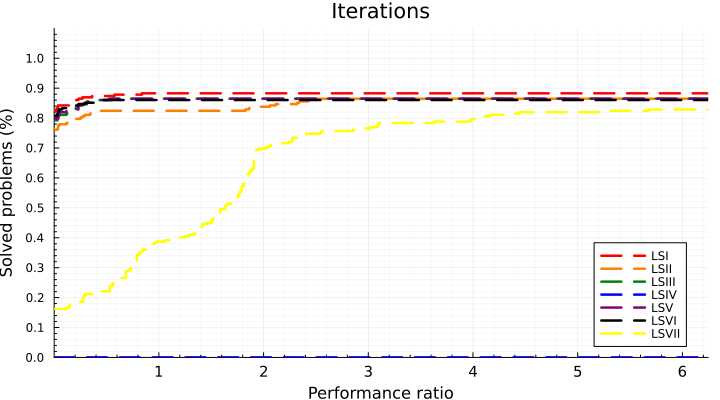 Iterations
Solved problems (%)
1.0
0.9
0.8
0.7
0.6
0.5
0.4
0.3
0.2
0.1
0.0
1 2 3 4 5 6
Performance ratio
LSI
LSII
LSIII
LSIV
LSV
LSVI
LSVII